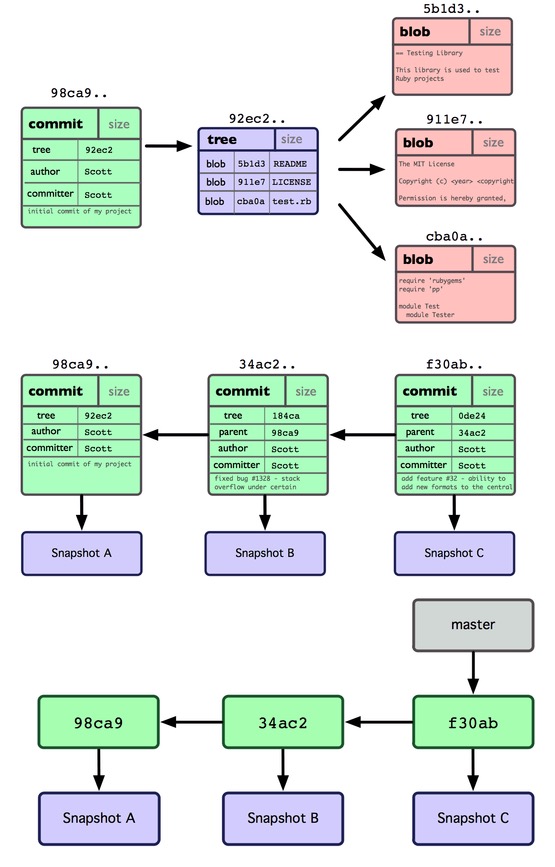 5b1d3..
blob size
== Testing Library
This library is used to test
Ruby projects
98ca9..
commit size
tree 92ec2
author Scott
committer Scott
initial commit of my project
92ec2..
tree size
blob 5b1d3 README
blob 911e7 LICENSE
blob cba0a test.rb
911e7..
blob size
The MIT License
Copyright (c) <year> <copyright
Permission is hereby granted,
cba0a..
blob size
require 'rubygems'
require 'pp'
module Test
module Tester
98ca9..
commit size
tree 92ec2
author Scott
committer Scott
initial commit of my project
34ac2..
commit size
tree 184ca
parent 98ca9
author Scott
committer Scott
fixed bug #1328 - stack
overflow under certain
f30ab..
commit size
tree 0de24
parent 34ac2
author Scott
committer Scott
add feature #32 - ability to
add new formats to the central
Snapshot A
Snapshot B
Snapshot C
master
98ca9
34ac2
f30ab
Snapshot A
Snapshot B
Snapshot C